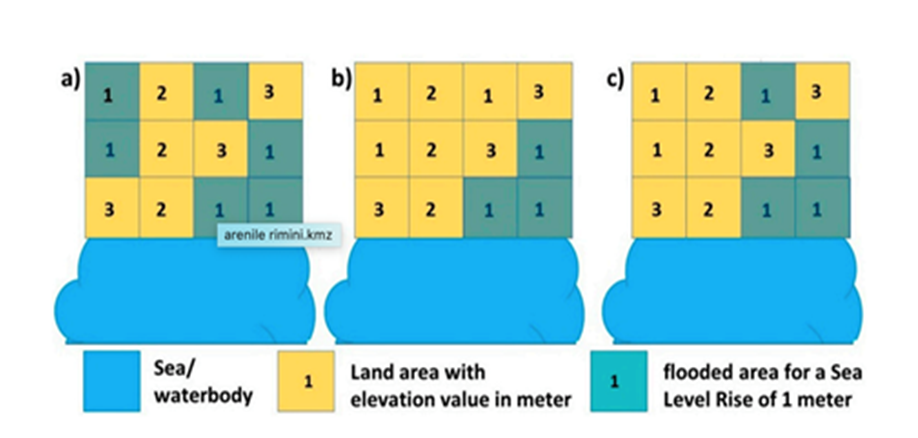 a)
1 2 1 3
1 2 3 1
3 2 1 1
arenile rimini.kmz
b)
1 2 1 3
1 2 3 1
3 2 1 1
c)
1 2 1 3
1 2 3 1
3 2 1 1
Sea/
waterbody
1
Land area with
elevation value in meter
1
flooded area for a Sea
Level Rise of 1 meter